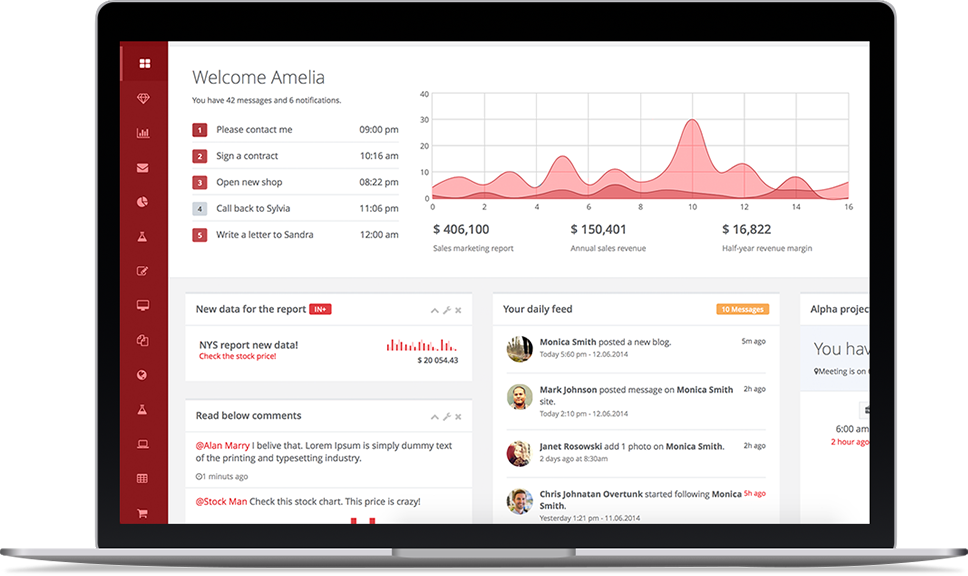 Welcome Amelia
You have 42 messages and 6 notifications.
1 Please contact me 09:00 pm
2 Sign a contract 10:16 am
3 Open new shop 08:22 pm
4 Call back to Sylvia 11:06 pm
5 Write a letter to Sandra 12:00 am
40
30
20
10
0
0 2 4 6 8 10 12 14 16
$ 406,100
Sales marketing report
$ 150,401
Annual sales revenue
$ 16,822
Half-year revenue margin
New data for the report IN+
NYS report new data!
Check the stock price!
$ 20 054.43
Read below comments
@Alan Marry I belive that. Lorem Ipsum is simply dummy text
of the printing and typesetting industry.
1 minuts ago
@Stock Man Check this stock chart. This price is crazy!
Your daily feed 10 Messages
Monica Smith posted a new blog. 5m ago
Today 5:60 pm - 12.06.2014
Mark Johnson posted message on Monica Smith 2h ago
site.
Today 2:10 pm - 12.06.2014
Janet Rosowski add 1 photo on Monica Smith. 2h ago
2 days ago at 8:30am
Chris Johnatan Overtunk started following Monica 5h ago
Smith.
Yesterday 1:21 pm - 11.06.2014
Alpha projec
You hav
Meeting is on
6:00 am
2 hour ago